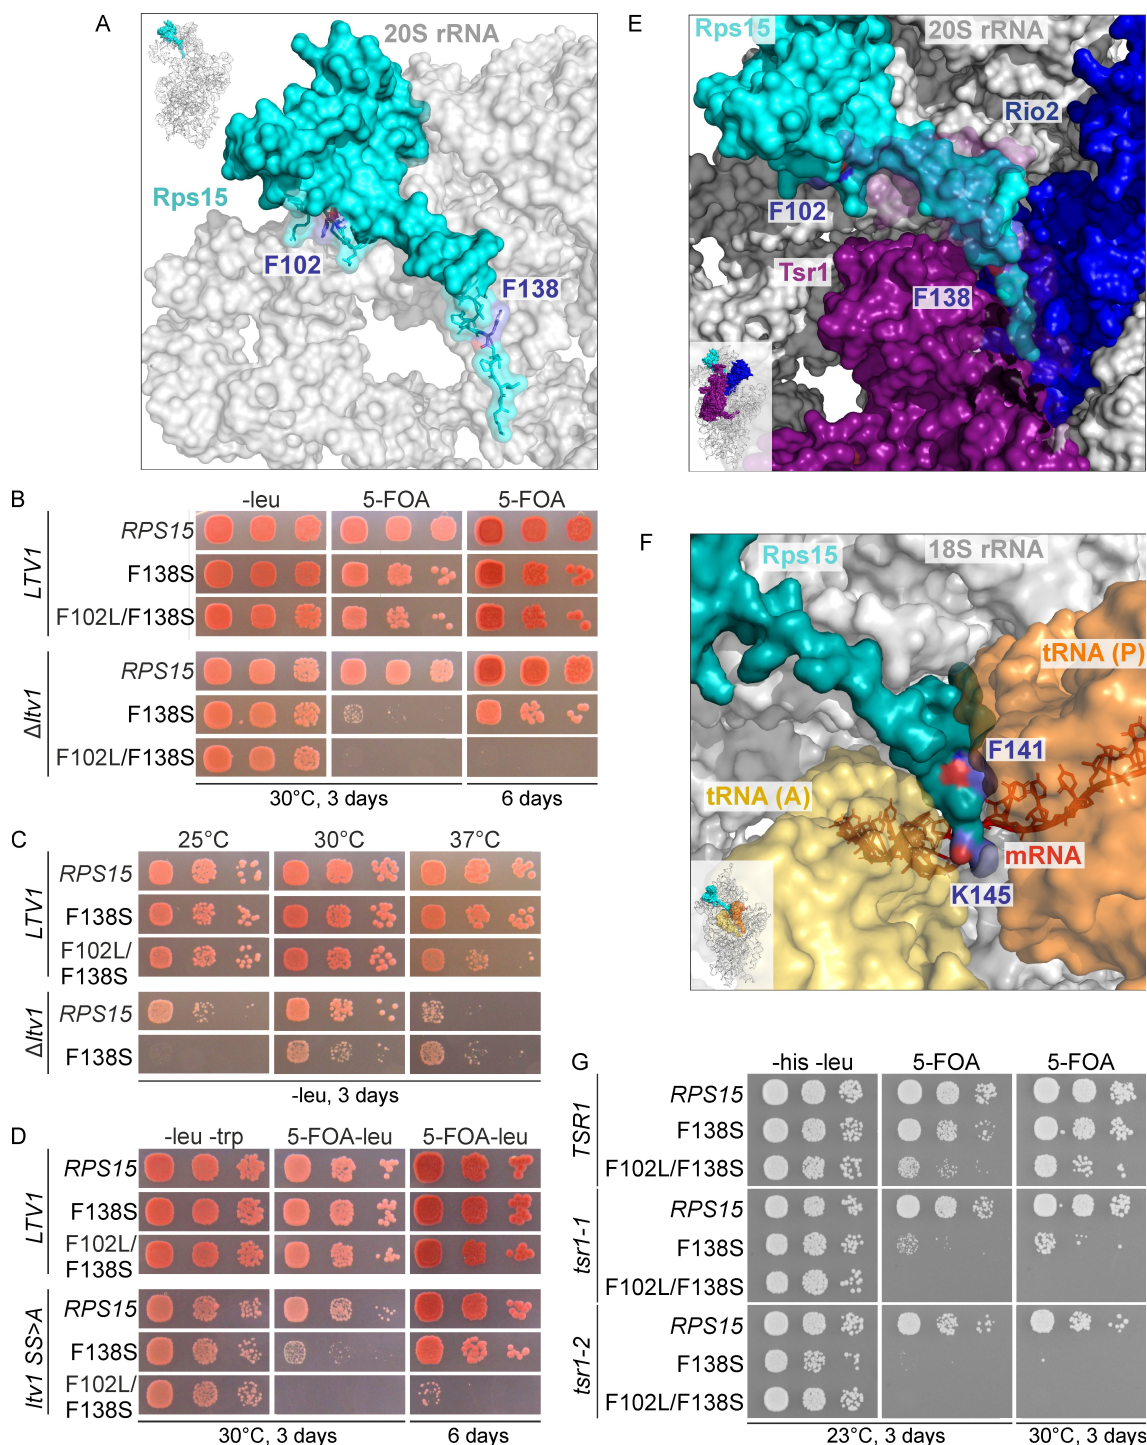 A
20S rRNA
Rps15
F102
F138
B
-leu
5-FOA
5-FOA
LTV1
RPS15
F138S
F102L/F138S
Δltv1
RPS15
F138S
F102L/F138S
30°C, 3 days
6 days
C
25°C
30°C
37°C
LTV1
RPS15
F138S
F102L/
F138S
Δltv1
RPS15
F138S
-leu, 3 days
D
-leu -trp
5-FOA-leu
5-FOA-leu
LTV1
RPS15
F138S
F102L/
F138S
ltv1 SS>A
RPS15
F138S
F102L/
F138S
30°C, 3 days
6 days
E
Rps15
20S rRNA
Rio2
F102
Tsr1
F138
F
Rps15
18S rRNA
tRNA (P)
F141
tRNA (A)
mRNA
K145
G
-his -leu
5-FOA
5-FOA
TSR1
RPS15
F138S
F102L/F138S
tsr1-1
RPS15
F138S
F102L/F138S
tsr1-2
RPS15
F138S
F102L/F138S
23°C, 3 days
30°C, 3 days